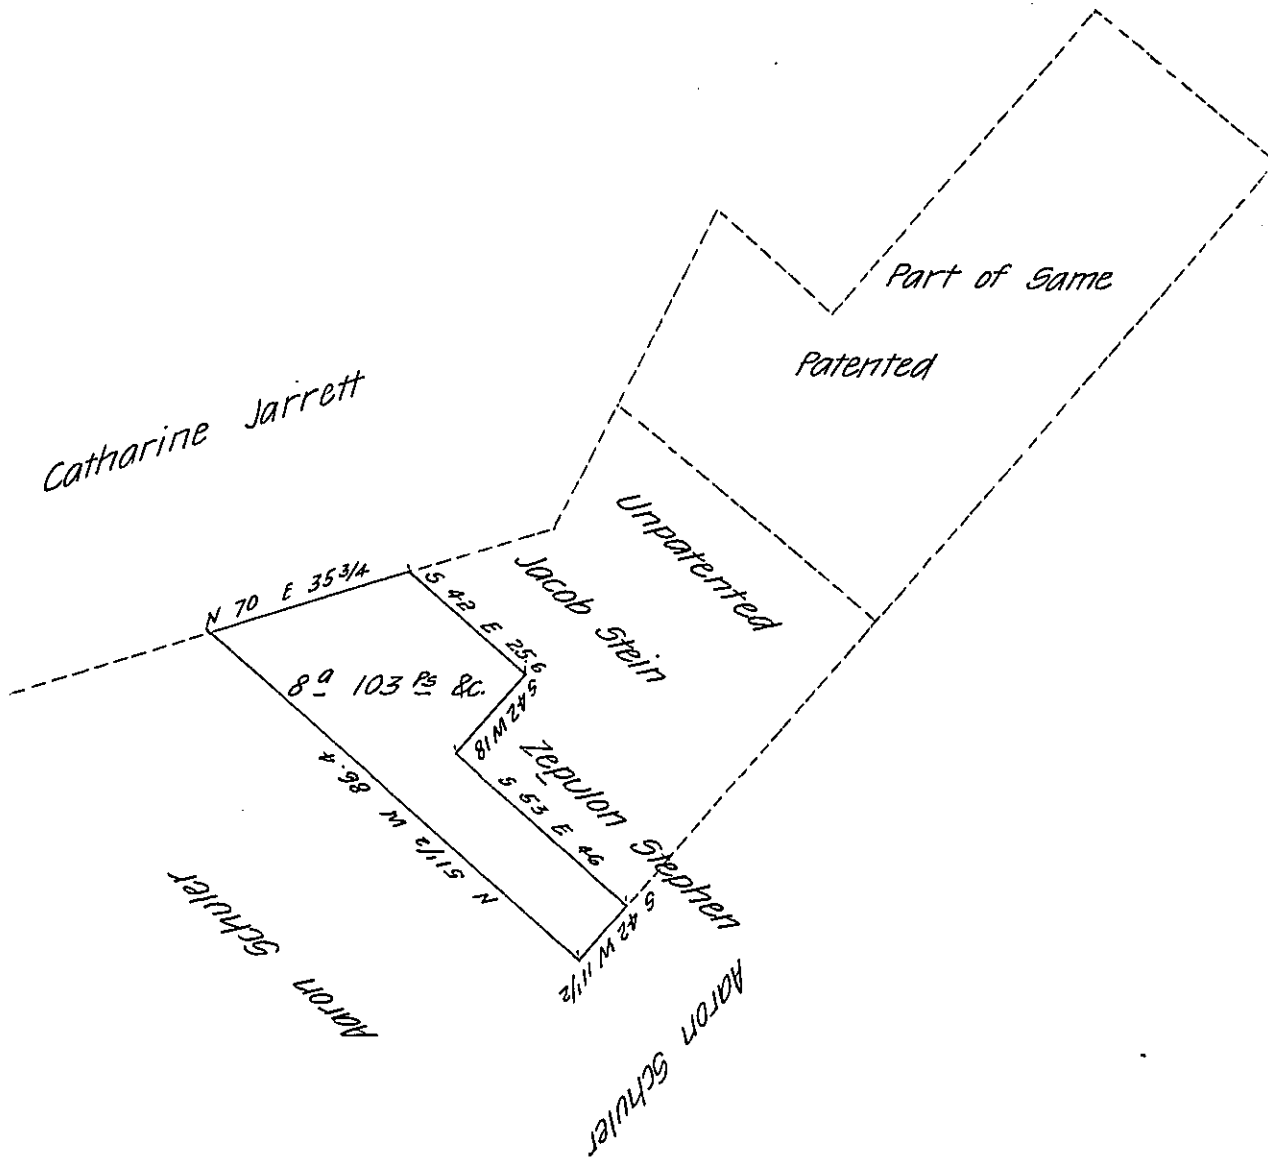 Part of Same
Patented
Catharine Jarrett
Unpatented
Jacob Stein
N 70 E 35 3/4
S 42 E 25.6
8 a 103 Ps &c.
S 42 W 18
Zepulon Stephen
S 53 E 46
N 51 1/2 W 86.4
S 42 W 11 1/2
Aaron Schuler
Aaron Schuler